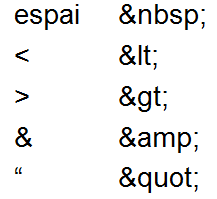 espai &nbsp;
< &lt;
> &gt;
& &amp;
“ &quot;